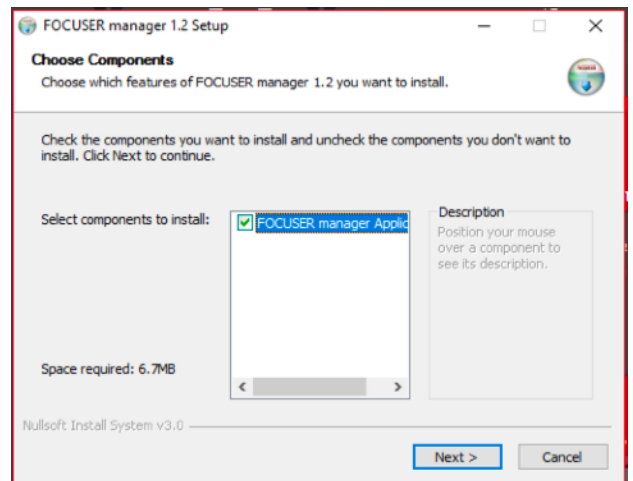 FOCUSER manager 1.2 Setup
Choose Components
Choose which features of FOCUSER manager 1.2 you want to install.
Check the components you want to install and uncheck the components you don't want to
install. Click Next to continue.
Select components to install:
FOCUSER manager Applic
Description
Position your mouse
over a component to
see its description.
Space required: 6.7MB
Nullsoft Install System v3.0
Next >
Cancel